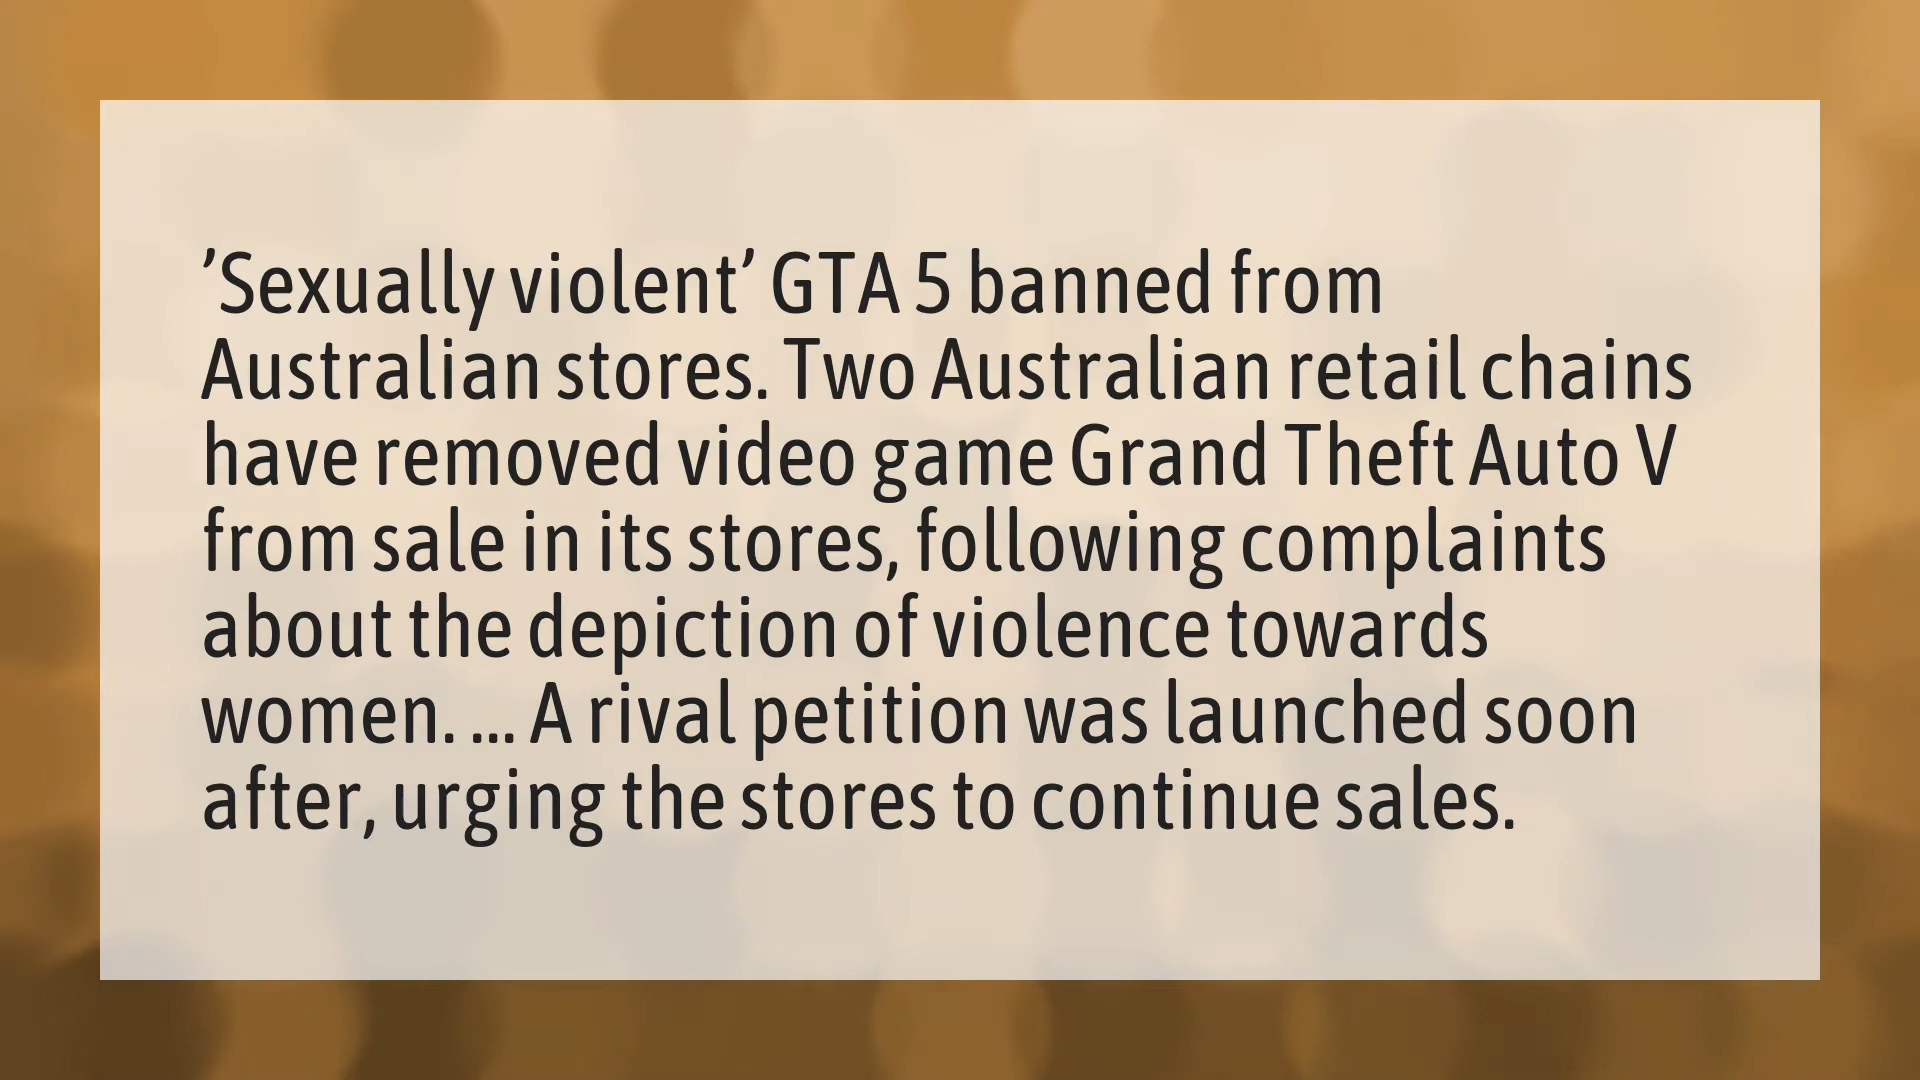 ’Sexually violent’ GTA 5 banned from
Australian stores. Two Australian retail chains
have removed video game Grand Theft Auto V
from sale in its stores, following complaints
about the depiction of violence towards
women. ... A rival petition was launched soon
after, urging the stores to continue sales.